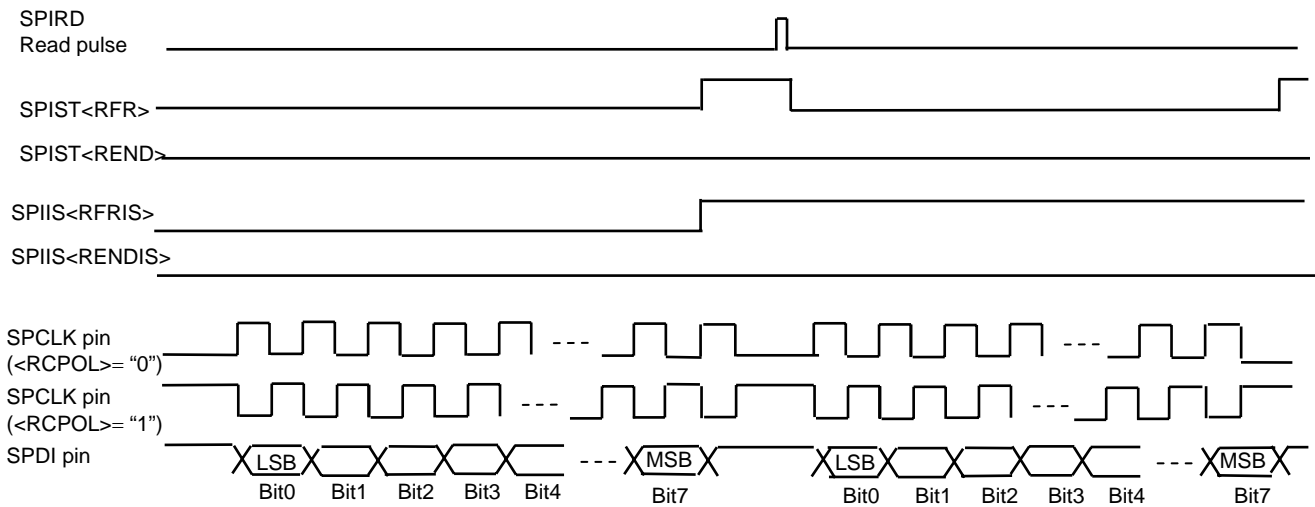 SPIRD
Read pulse
SPIST<RFR>
SPIST<REND>
SPIIS<RFRIS>
SPIIS<RENDIS>
SPCLK pin
(<RCPOL>= “0”)
SPCLK pin
(<RCPOL>= “1”)
SPDI pin
LSB MSB LSB MSB
Bit0 Bit1 Bit2 Bit3 Bit4 Bit7 Bit0 Bit1 Bit2 Bit3 Bit4 Bit7